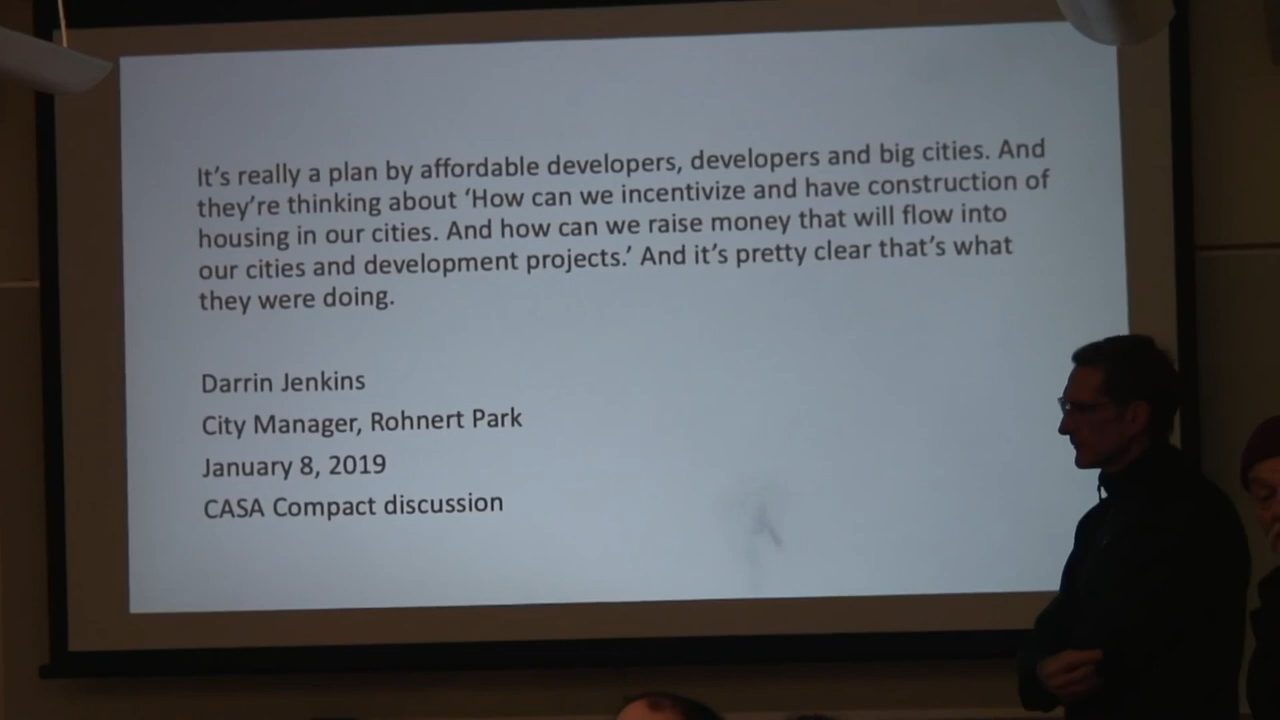 It’s really a plan by affordable developers, developers and big cities. And
they’re thinking about ‘How can we incentivize and have construction of
housing in our cities. And how can we raise money that will flow into
our cities and development projects.’ And it’s pretty clear that’s what
they were doing.
Darrin Jenkins
City Manager, Rohnert Park
January 8, 2019
CASA Compact discussion